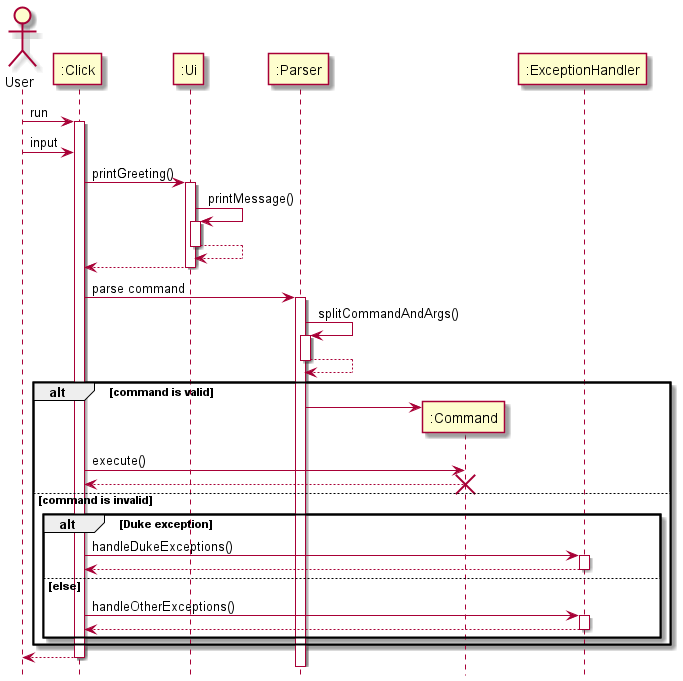 User
:Click
:Ui
:Parser
:ExceptionHandler
run
input
printGreeting()
printMessage()
parse command
splitCommandAndArgs()
alt
[command is valid]
:Command
execute()
[command is invalid]
alt
[Duke exception]
handleDukeExceptions()
[else]
handleOtherExceptions()